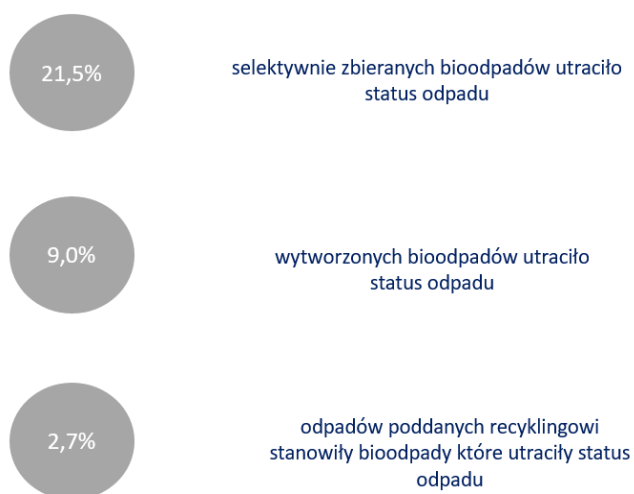 21,5%
selektywnie zbieranych bioodpadów utraciło
status odpadu
9,0%
wytworzonych bioodpadów utraciło
status odpadu
2,7%
odpadów poddanych recyklingowi
stanowiły bioodpady które utraciły status
odpadu